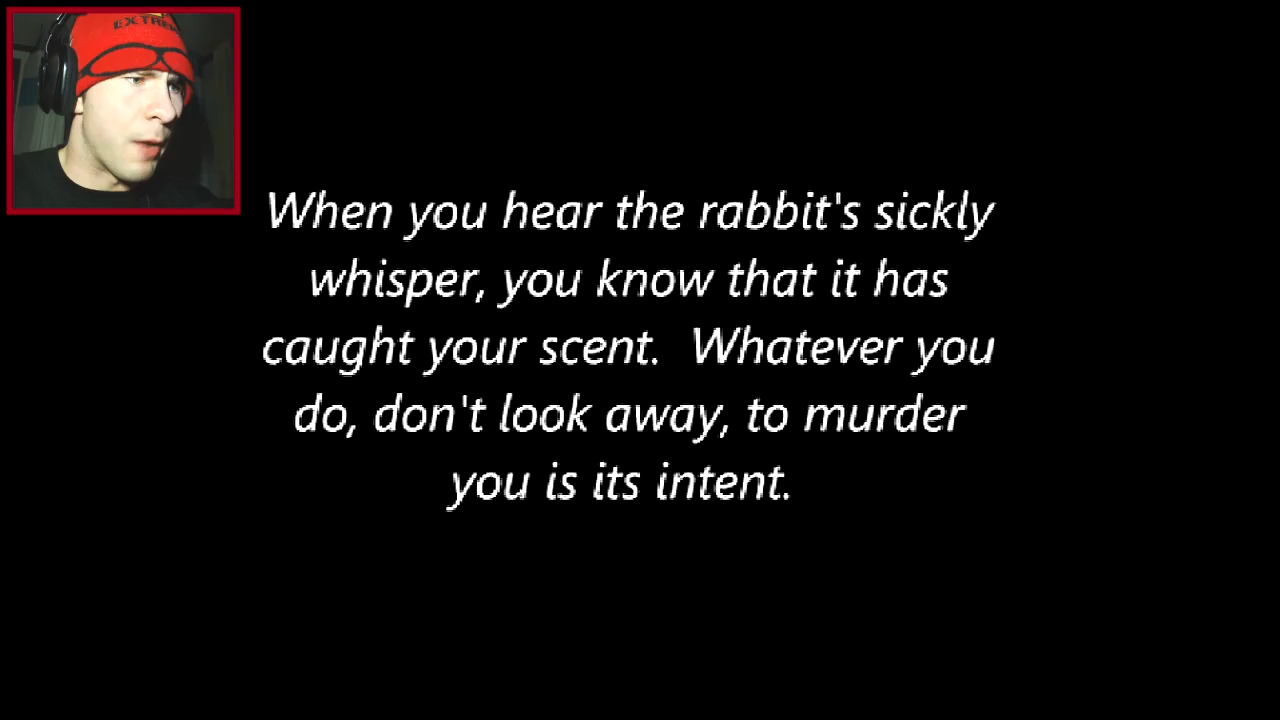 EXTREM
When you hear the rabbit's sickly
whisper, you know that it has
caught your scent.  Whatever you
do, don't look away, to murder
you is its intent.